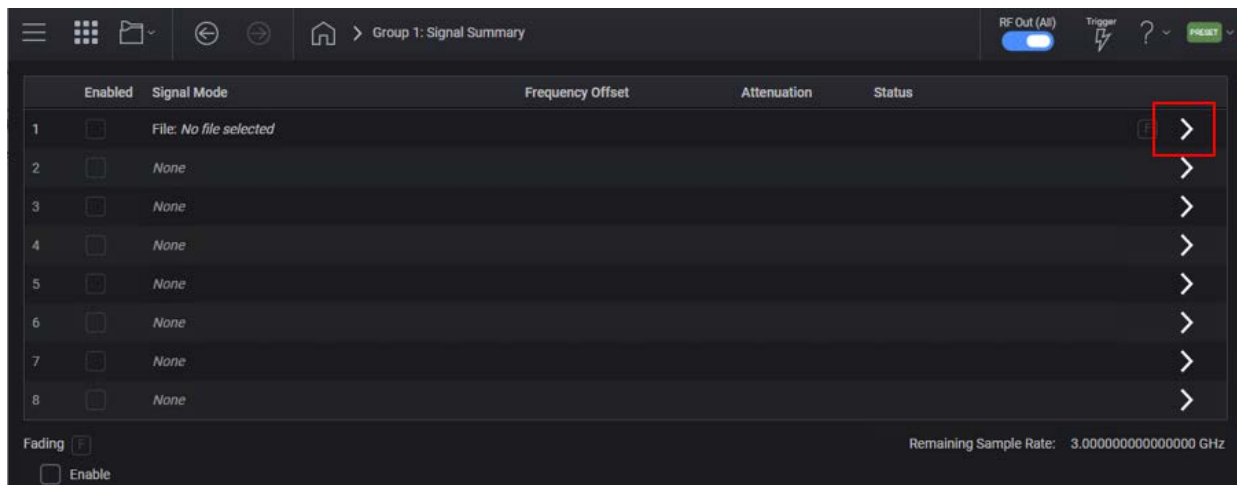 Group 1: Signal Summary RF Out (All) Trigger ? PRESET
Enabled Signal Mode Frequency Offset Attenuation Status
1 File: No file selected F
2 None
3 None
4 None
5 None
6 None
7 None
8 None
Fading F Remaining Sample Rate: 3.000000000000000 GHz
Enable